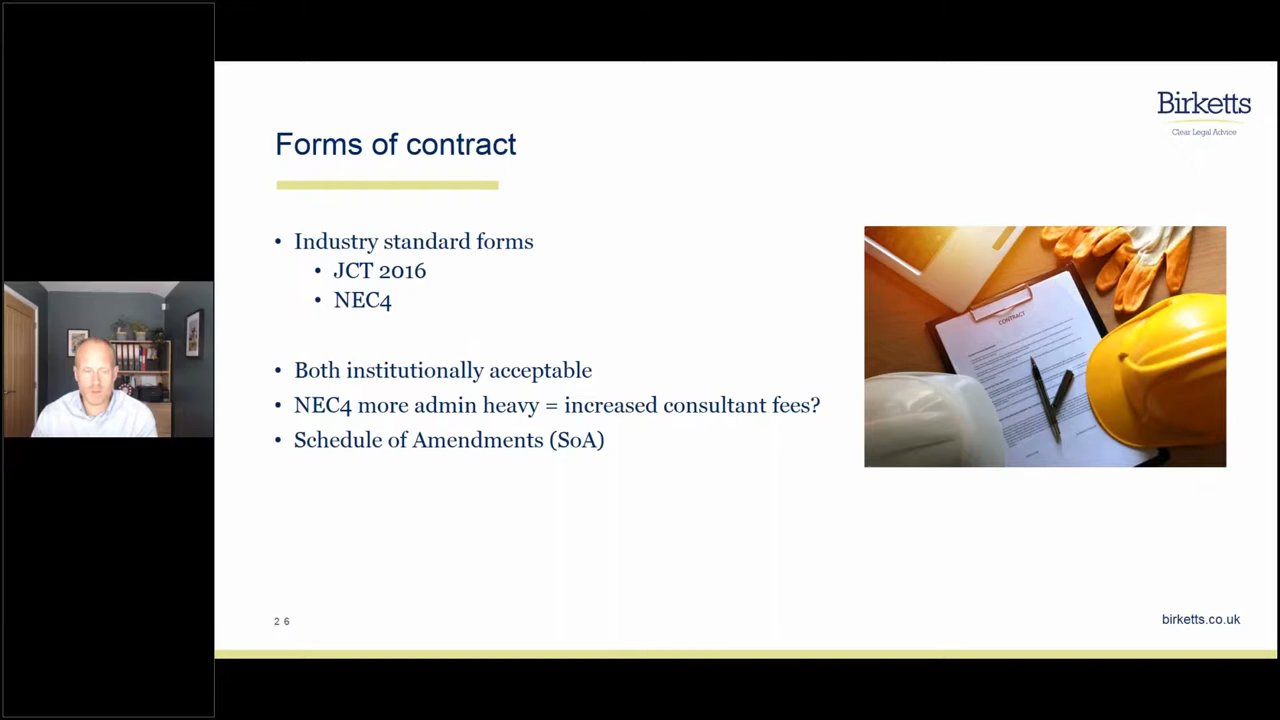 Birketts
Clear Legal Advice
Forms of contract
• Industry standard forms
• JCT 2016
• NEC4
• Both institutionally acceptable
• NEC4 more admin heavy = increased consultant fees?
• Schedule of Amendments (SoA)
CONTRACT
26
birketts.co.uk